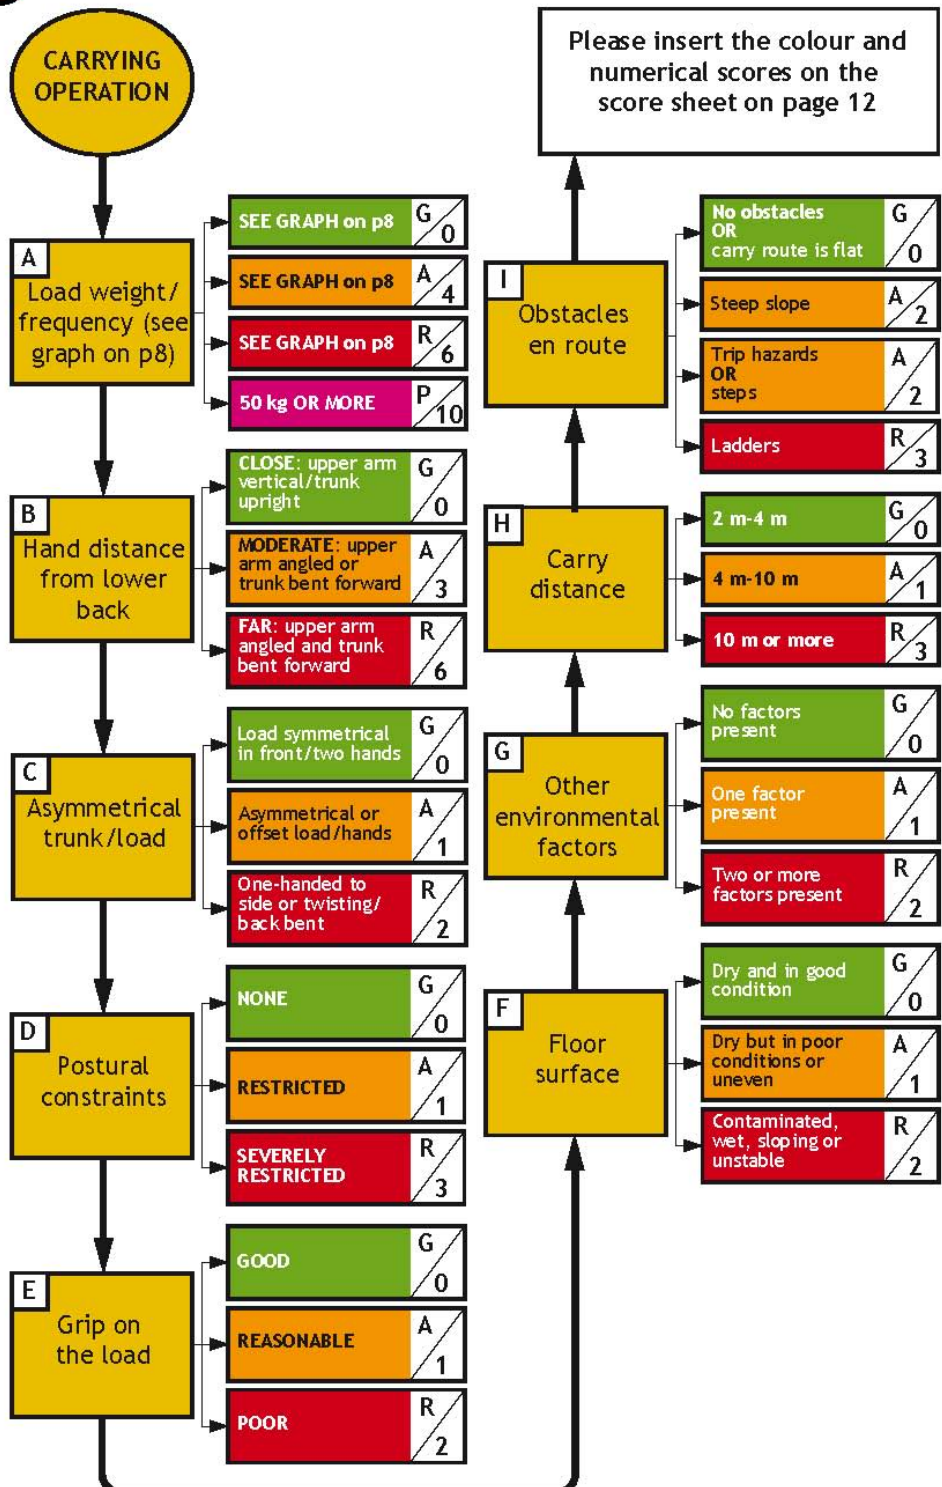 CARRYING
OPERATION
A
Load weight/
frequency (see
graph on p8)
SEE GRAPH on p8
G
0
SEE GRAPH on p8
A
4
SEE GRAPH on p8
R
6
50 kg OR MORE
P
10
B
Hand distance
from lower
back
CLOSE: upper arm
vertical/trunk
upright
G
0
MODERATE: upper
arm angled or
trunk bent forward
A
3
FAR: upper arm
angled and trunk
bent forward
R
6
C
Asymmetrical
trunk/load
Load symmetrical
in front/two hands
G
0
Asymmetrical or
offset load/hands
A
1
One-handed to
side or twisting/
back bent
R
2
D
Postural
constraints
NONE
G
0
RESTRICTED
A
1
SEVERELY
RESTRICTED
R
3
E
Grip on
the load
GOOD
G
0
REASONABLE
A
1
POOR
R
2
F
Floor
surface
Dry and in good
condition
G
0
Dry but in poor
conditions or
uneven
A
1
Contaminated,
wet, sloping or
unstable
R
2
G
Other
environmental
factors
No factors
present
G
0
One factor
present
A
1
Two or more
factors present
R
2
H
Carry
distance
2 m-4 m
G
0
4 m-10 m
A
1
10 m or more
R
3
I
Obstacles
en route
No obstacles
OR
carry route is flat
G
0
Steep slope
A
2
Trip hazards
OR
steps
A
2
Ladders
R
3
Please insert the colour and
numerical scores on the
score sheet on page 12